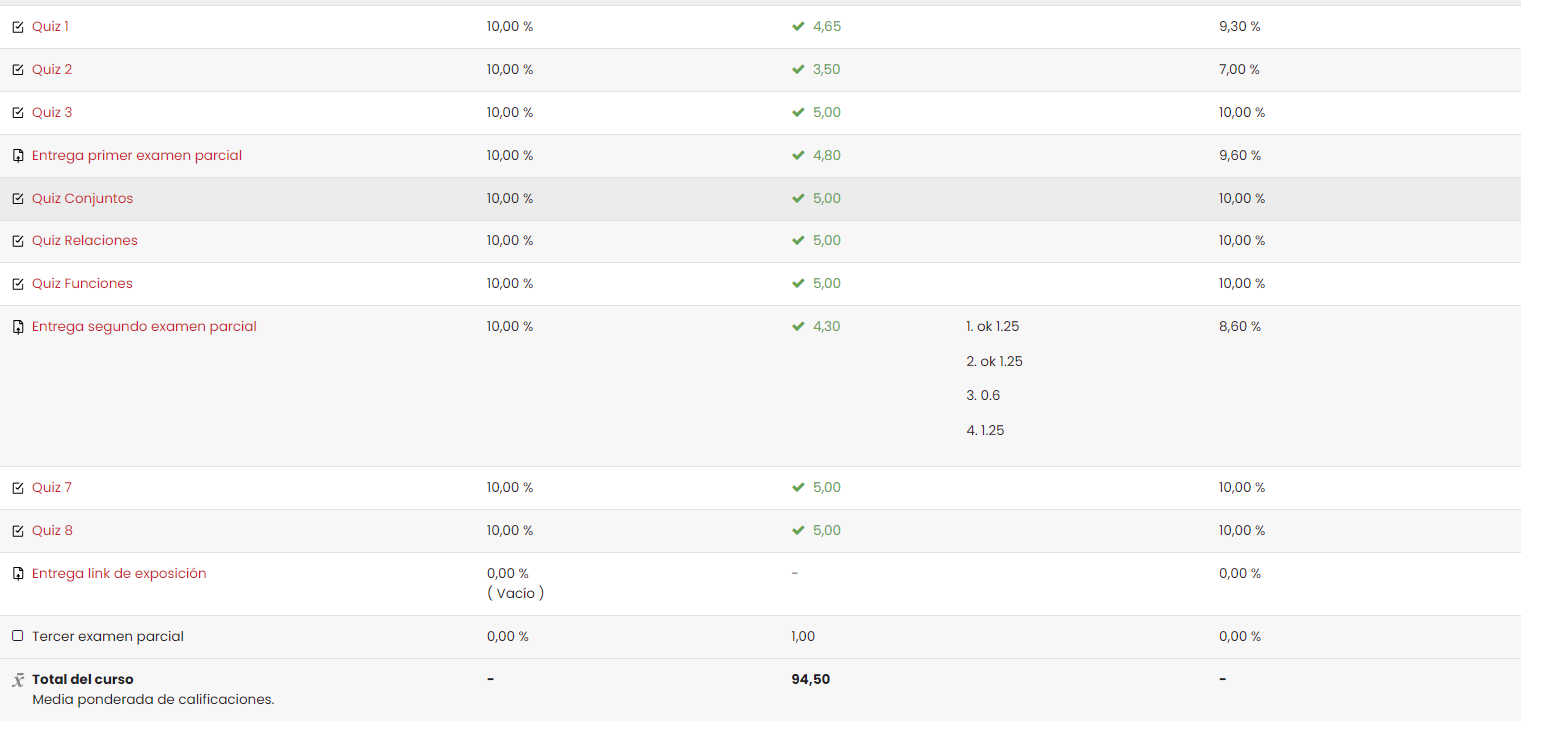 Quiz 1 10,00 % 4,65 9,30 %
Quiz 2 10,00 % 3,50 7,00 %
Quiz 3 10,00 % 5,00 10,00 %
Entrega primer examen parcial 10,00 % 4,80 9,60 %
Quiz Conjuntos 10,00 % 5,00 10,00 %
Quiz Relaciones 10,00 % 5,00 10,00 %
Quiz Funciones 10,00 % 5,00 10,00 %
Entrega segundo examen parcial 10,00 % 4,30 1. ok 1.25 8,60 %
2. ok 1.25
3. 0.6
4. 1.25
Quiz 7 10,00 % 5,00 10,00 %
Quiz 8 10,00 % 5,00 10,00 %
Entrega link de exposición 0,00 % - 0,00 %
( Vacío )
Tercer examen parcial 0,00 % 1,00 0,00 %
Total del curso - 94,50 -
Media ponderada de calificaciones.